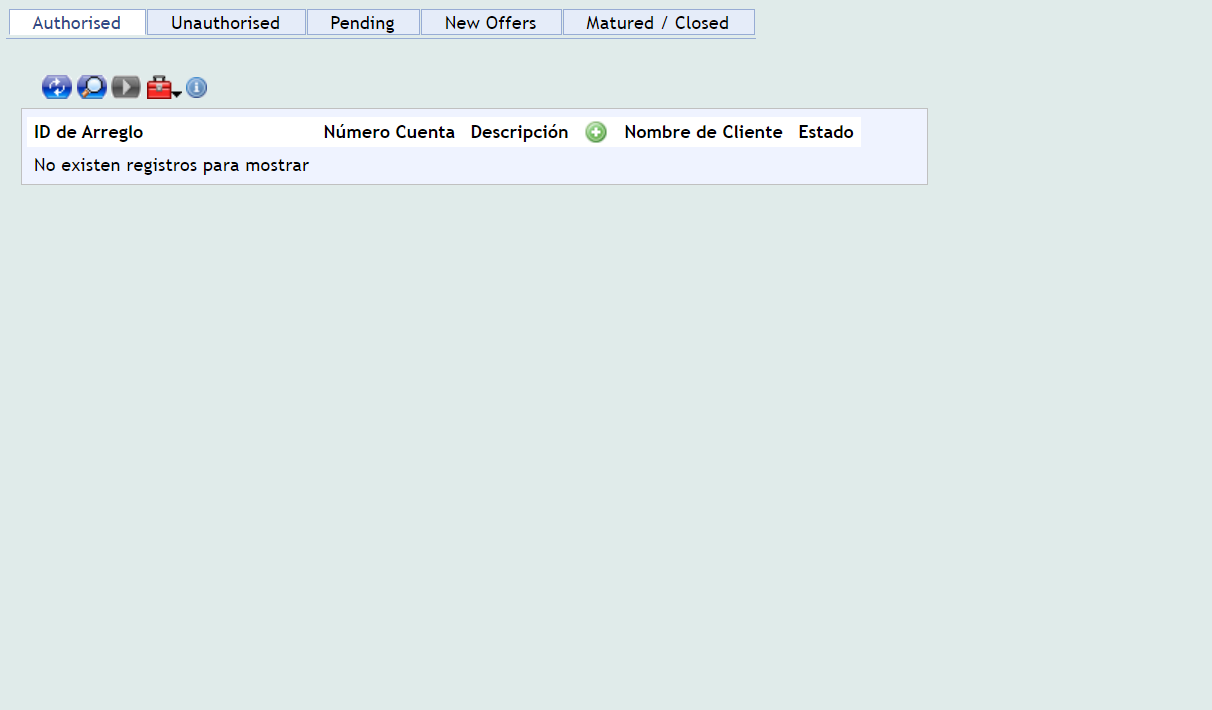 Authorised Unauthorised Pending New Offers Matured / Closed
ID de Arreglo Número Cuenta Descripción Nombre de Cliente Estado
No existen registros para mostrar